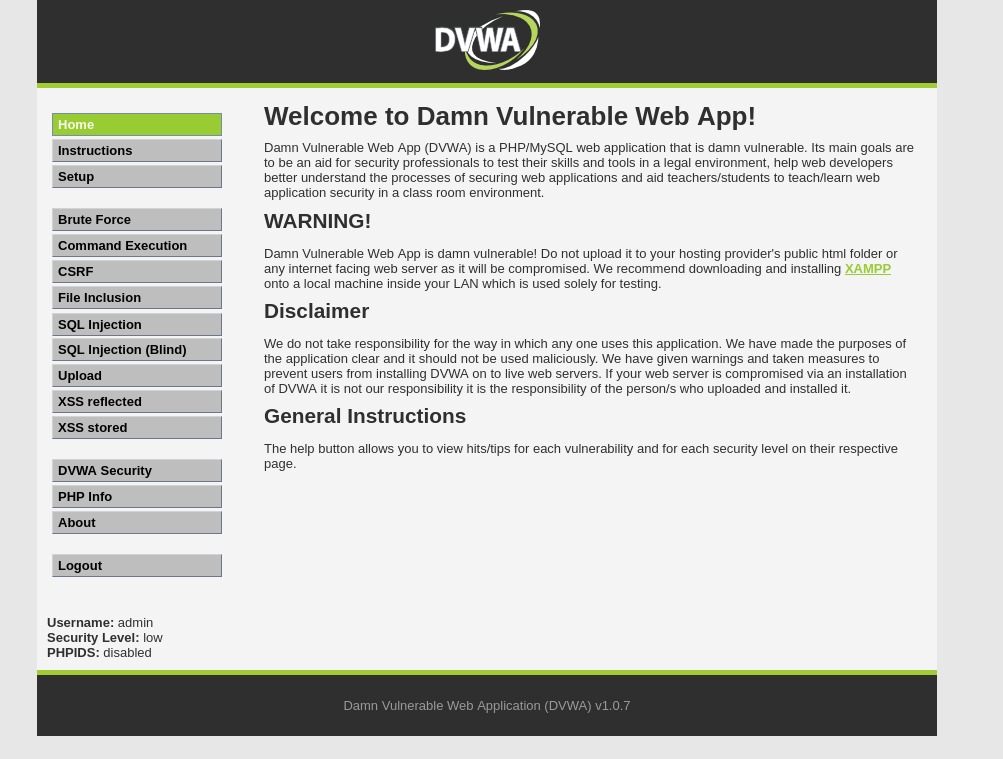 DVWA
Home
Instructions
Setup
Brute Force
Command Execution
CSRF
File Inclusion
SQL Injection
SQL Injection (Blind)
Upload
XSS reflected
XSS stored
DVWA Security
PHP Info
About
Logout
Username: admin
Security Level: low
PHPIDS: disabled
Welcome to Damn Vulnerable Web App!
Damn Vulnerable Web App (DVWA) is a PHP/MySQL web application that is damn vulnerable. Its main goals are
to be an aid for security professionals to test their skills and tools in a legal environment, help web developers
better understand the processes of securing web applications and aid teachers/students to teach/learn web
application security in a class room environment.
WARNING!
Damn Vulnerable Web App is damn vulnerable! Do not upload it to your hosting provider's public html folder or
any internet facing web server as it will be compromised. We recommend downloading and installing XAMPP
onto a local machine inside your LAN which is used solely for testing.
Disclaimer
We do not take responsibility for the way in which any one uses this application. We have made the purposes of
the application clear and it should not be used maliciously. We have given warnings and taken measures to
prevent users from installing DVWA on to live web servers. If your web server is compromised via an installation
of DVWA it is not our responsibility it is the responsibility of the person/s who uploaded and installed it.
General Instructions
The help button allows you to view hits/tips for each vulnerability and for each security level on their respective
page.
Damn Vulnerable Web Application (DVWA) v1.0.7